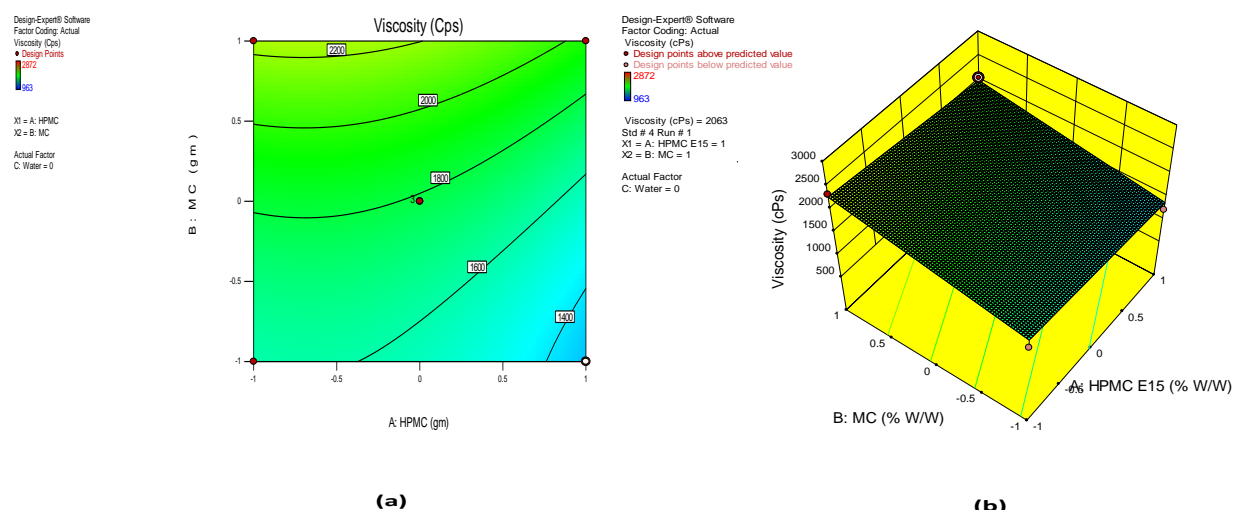 Design-Expert® Software
Factor Coding: Actual
Viscosity (Cps)
Design Points
2872
963
X1 = A: HPMC
X2 = B: MC
Actual Factor
C: Water = 0
Viscosity (Cps)
2200
2000
1800
3
1600
1400
1
0.5
0
-0.5
-1
-1
-0.5
0
0.5
1
B: MC (gm)
A: HPMC (gm)
(a)
Design-Expert® Software
Factor Coding: Actual
Viscosity (cPs)
Design points above predicted value
Design points below predicted value
2872
963
Viscosity (cPs) = 2063
Std # 4 Run # 1
X1 = A: HPMC E15 = 1
X2 = B: MC = 1
Actual Factor
C: Water = 0
3000
2500
2000
1500
1000
500
Viscosity (cPs)
1
0.5
0
-0.5
-1
B: MC (% W/W)
1
0.5
0
-0.5
-1
A: HPMC E15 (% W/W)
(b)